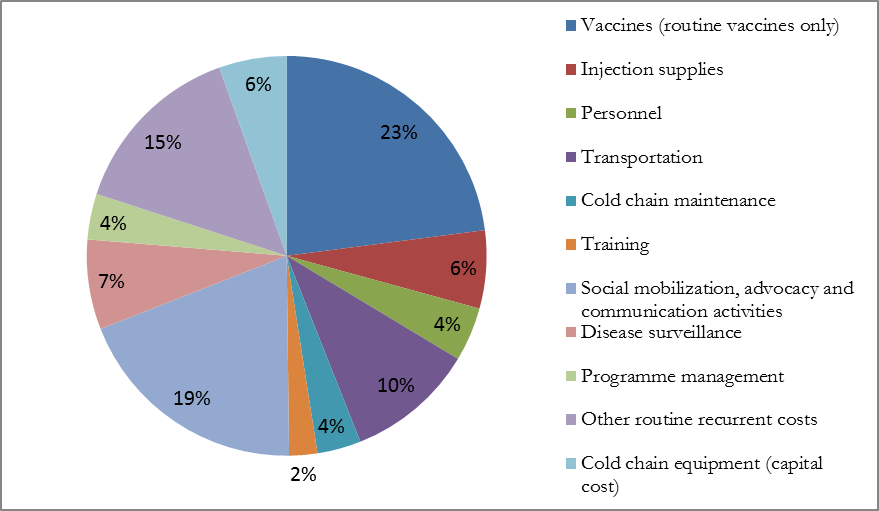 23%
6%
4%
10%
4%
2%
19%
7%
4%
15%
6%
Vaccines (routine vaccines only)
Injection supplies
Personnel
Transportation
Cold chain maintenance
Training
Social mobilization, advocacy and
communication activities
Disease surveillance
Programme management
Other routine recurrent costs
Cold chain equipment (capital
cost)